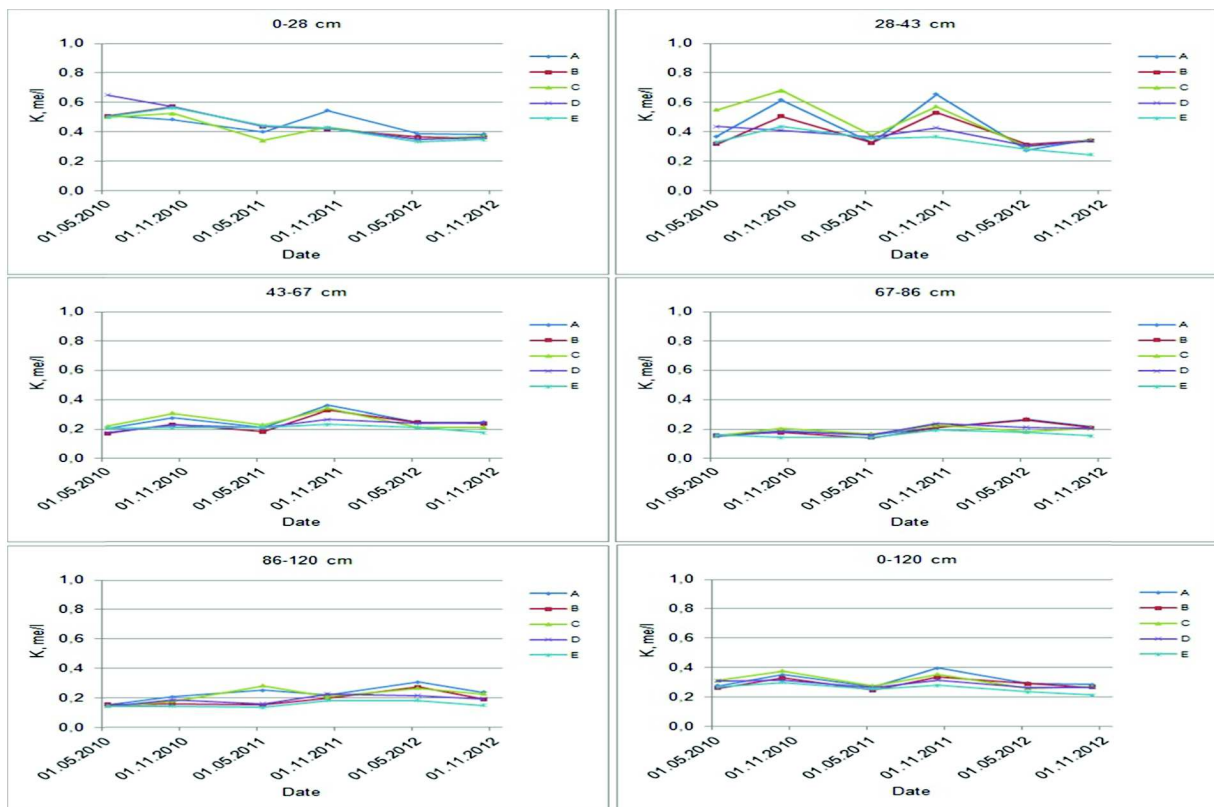 0-28 cm
K, me/l
1,0
0,8
0,6
0,4
0,2
0,0
A
B
C
D
E
01.05.2010
01.11.2010
01.05.2011
01.11.2011
01.05.2012
01.11.2012
Date
28-43 cm
K, me/l
1,0
0,8
0,6
0,4
0,2
0,0
A
B
C
D
E
01.05.2010
01.11.2010
01.05.2011
01.11.2011
01.05.2012
01.11.2012
Date
43-67 cm
K, me/l
1,0
0,8
0,6
0,4
0,2
0,0
A
B
C
D
E
01.05.2010
01.11.2010
01.05.2011
01.11.2011
01.05.2012
01.11.2012
Date
67-86 cm
K, me/l
1,0
0,8
0,6
0,4
0,2
0,0
A
B
C
D
E
01.05.2010
01.11.2010
01.05.2011
01.11.2011
01.05.2012
01.11.2012
Date
86-120 cm
K, me/l
1,0
0,8
0,6
0,4
0,2
0,0
A
B
C
D
E
01.05.2010
01.11.2010
01.05.2011
01.11.2011
01.05.2012
01.11.2012
Date
0-120 cm
K, me/l
1,0
0,8
0,6
0,4
0,2
0,0
A
B
C
D
E
01.05.2010
01.11.2010
01.05.2011
01.11.2011
01.05.2012
01.11.2012
Date